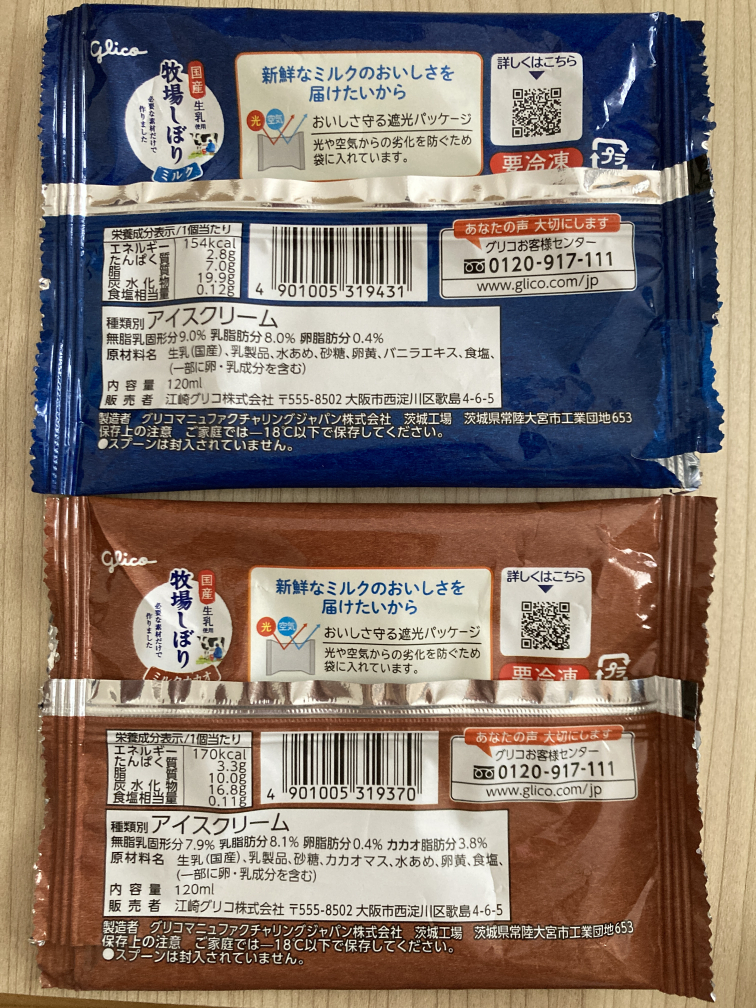 Glico
国産
生乳
使用
牧場しぼり
必要な素材だけで
作りました
ミルク
新鮮なミルクのおいしさを
届けたいから
光 空気
おいしさ守る遮光パッケージ
光や空気からの劣化を防ぐため
袋に入れています。
詳しくはこちら
要冷凍
プラ
栄養成分表示/1個当たり
エネルギー 154kcal
たんぱく質 2.8g
脂質 7.0g
炭水化物 19.9g
食塩相当量 0.12g
4 901005 319431
あなたの声 大切にします
グリコお客様センター
0120-917-111
www.glico.com/jp
種類別 アイスクリーム
無脂乳固形分9.0% 乳脂肪分8.0% 卵脂肪分0.4%
原材料名 生乳(国産)、乳製品、水あめ、砂糖、卵黄、バニラエキス、食塩、
(一部に卵・乳成分を含む)
内容量 120ml
販売者 江崎グリコ株式会社 〒555-8502 大阪市西淀川区歌島4-6-5
製造者 グリコマニュファクチャリングジャパン株式会社 茨城工場 茨城県常陸大宮市工業団地653
保存上の注意 ご家庭では―18℃以下で保存してください。
●スプーンは封入されていません。
Glico
国産
生乳
使用
牧場しぼり
必要な素材だけで
作りました
ミルクカカオ
新鮮なミルクのおいしさを
届けたいから
光 空気
おいしさ守る遮光パッケージ
光や空気からの劣化を防ぐため
袋に入れています。
詳しくはこちら
要冷凍
プラ
栄養成分表示/1個当たり
エネルギー 170kcal
たんぱく質 3.3g
脂質 10.0g
炭水化物 16.8g
食塩相当量 0.11g
4 901005 319370
あなたの声 大切にします
グリコお客様センター
0120-917-111
www.glico.com/jp
種類別 アイスクリーム
無脂乳固形分7.9% 乳脂肪分8.1% 卵脂肪分0.4% カカオ脂肪分3.8%
原材料名 生乳(国産)、乳製品、砂糖、カカオマス、水あめ、卵黄、食塩、
(一部に卵・乳成分を含む)
内容量 120ml
販売者 江崎グリコ株式会社 〒555-8502 大阪市西淀川区歌島4-6-5
製造者 グリコマニュファクチャリングジャパン株式会社 茨城工場 茨城県常陸大宮市工業団地653
保存上の注意 ご家庭では―18℃以下で保存してください。
●スプーンは封入されていません。